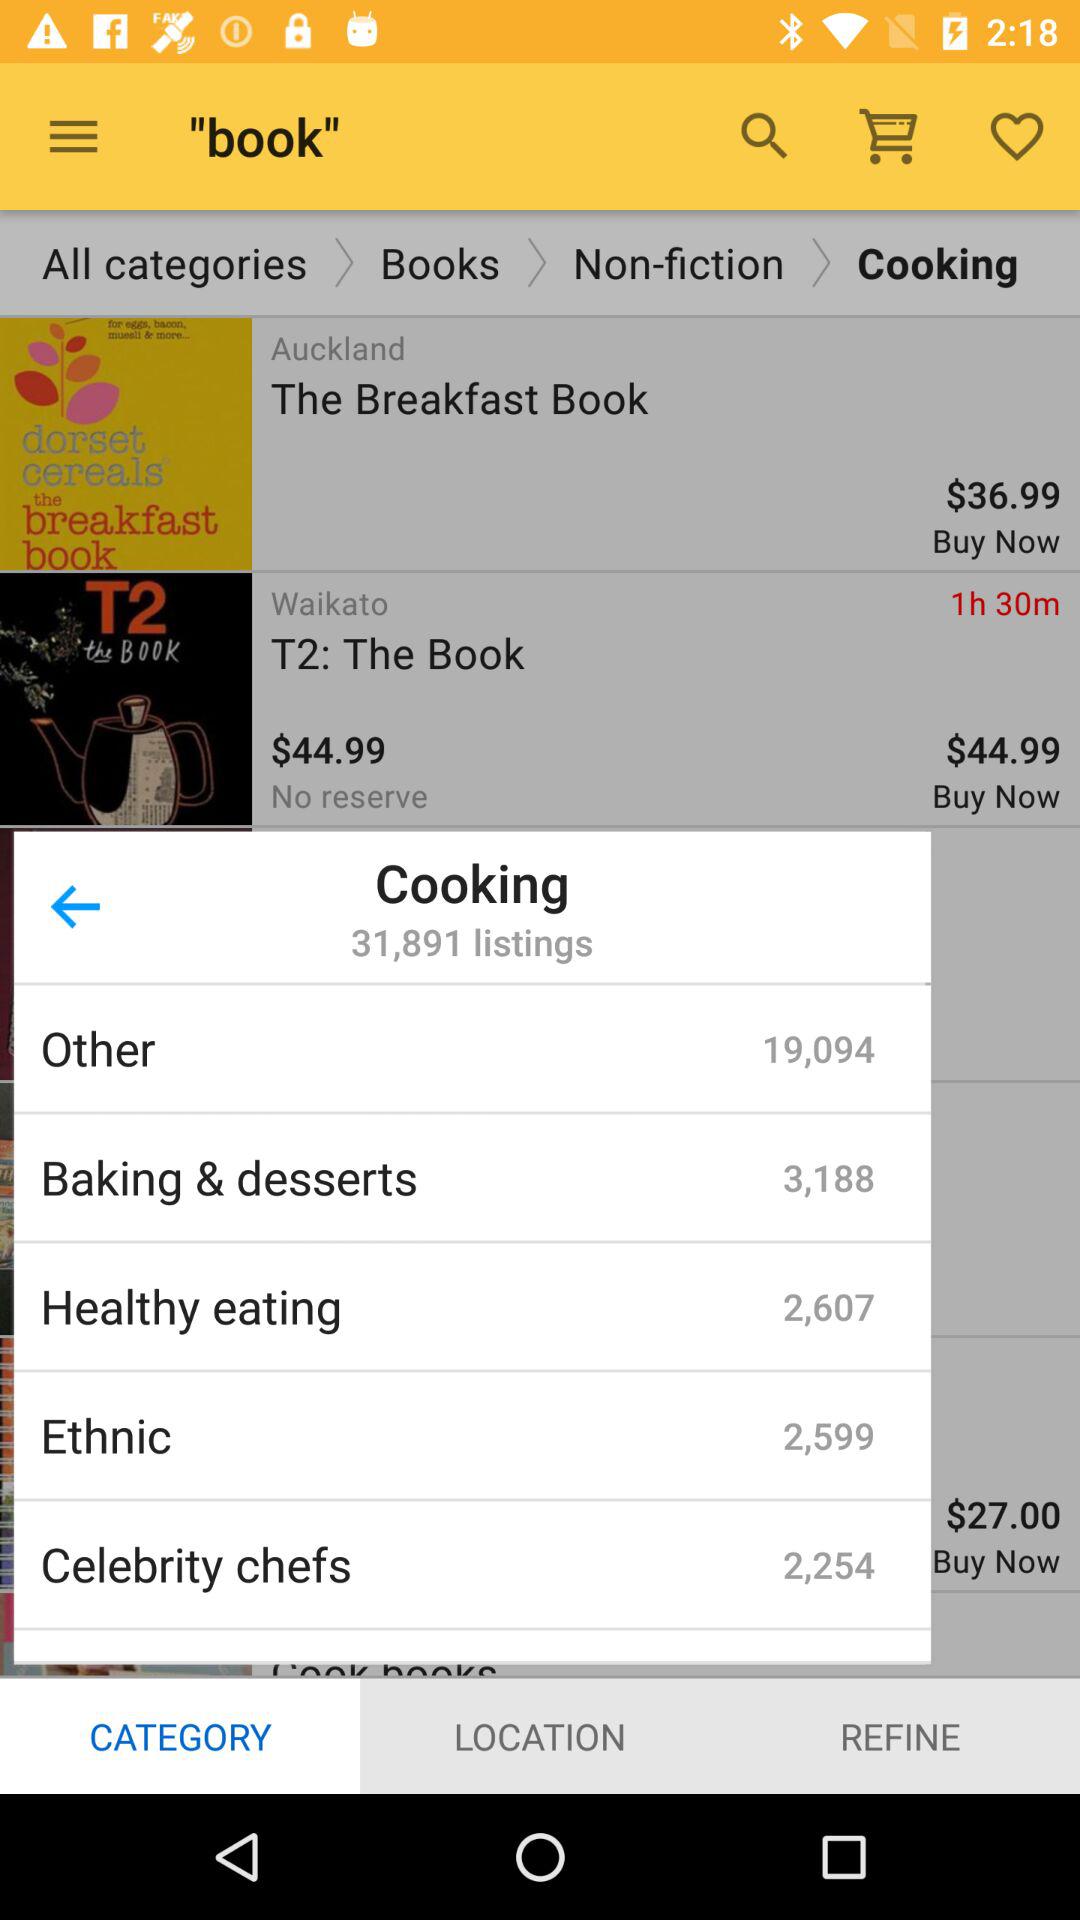 FAK
2:18
"book"
All categories Books Non-fiction Cooking
for eggs, bacon,
muesli & more...
dorset
cereals
the
breakfast
book
Auckland
The Breakfast Book
$36.99
Buy Now
T2
the BOOK
Waikato
1h 30m
T2: The Book
$44.99
$44.99
No reserve
Buy Now
Cooking
31,891 listings
Other 19,094
Baking & desserts 3,188
Healthy eating 2,607
Ethnic 2,599
Celebrity chefs 2,254
$27.00
Buy Now
Cook books
CATEGORY LOCATION REFINE